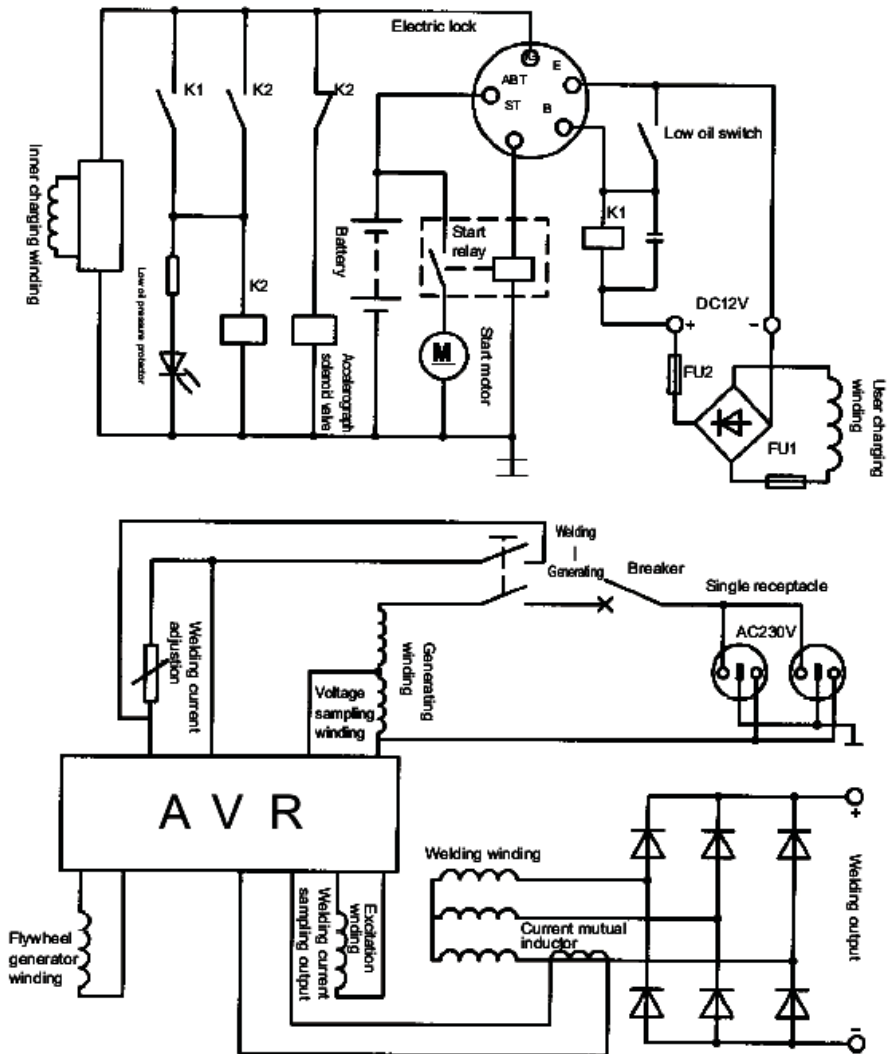 Electric lock
IG
E
ABT
ST
B
K1
K2
K2
Low oil switch
Inner charging winding
Battery
Start
relay
K1
Low oil pressure protector
K2
DC12V
+
-
Accelerograph
solenoid valve
M
Start motor
FU2
FU1
User charging
winding
Welding
|
Generating
Breaker
Single receptacle
AC230V
Welding current
adjustion
Generating
winding
Voltage
sampling
winding
A V R
Welding winding
+
Welding output
Current mutual
inductor
Flywheel
generator
winding
Welding current
sampling output
Excitation
winding
-